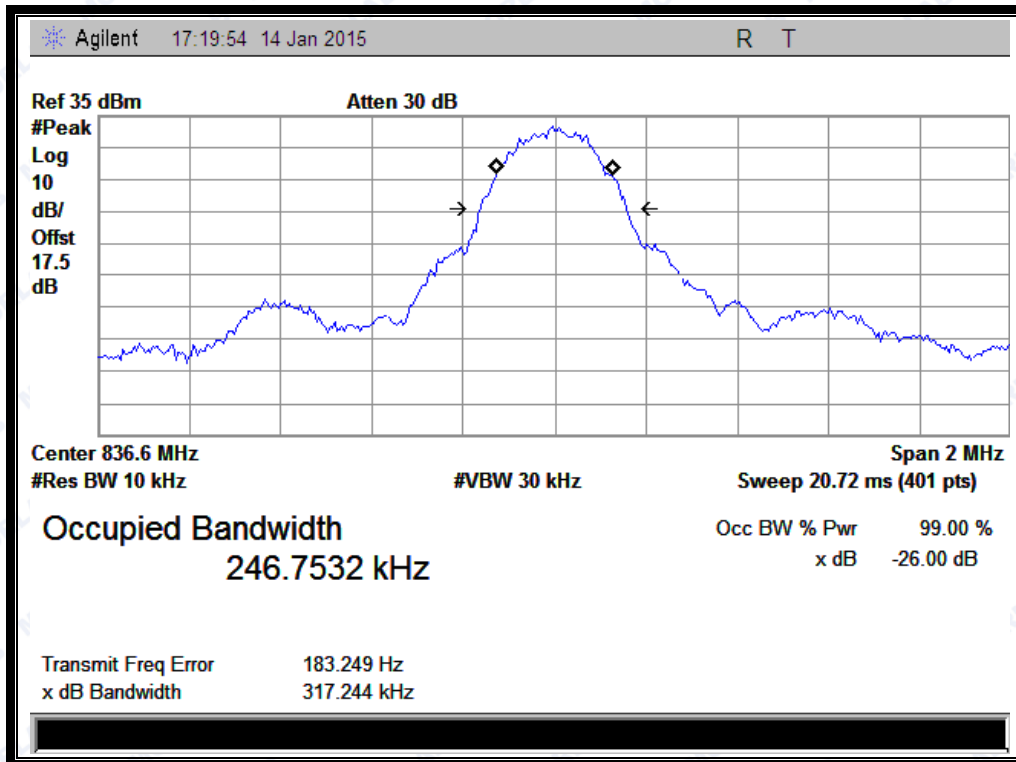 Agilent 17:19:54 14 Jan 2015 R T
Ref 35 dBm Atten 30 dB
#Peak
Log
10
dB/
Offst
17.5
dB
Center 836.6 MHz Span 2 MHz
#Res BW 10 kHz #VBW 30 kHz Sweep 20.72 ms (401 pts)
Occupied Bandwidth
246.7532 kHz
Occ BW % Pwr 99.00 %
x dB -26.00 dB
Transmit Freq Error 183.249 Hz
x dB Bandwidth 317.244 kHz